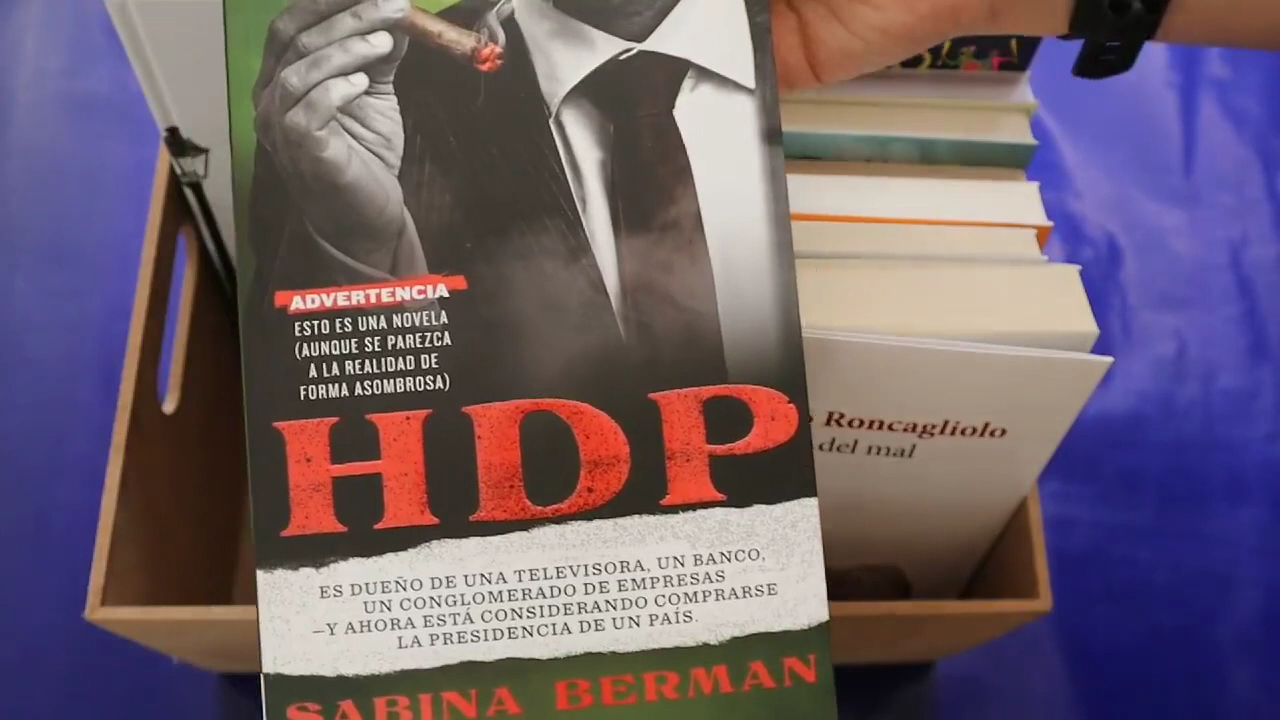 ADVERTENCIA
ESTO ES UNA NOVELA
(AUNQUE SE PAREZCA
A LA REALIDAD DE
FORMA ASOMBROSA)
HDP
ES DUEÑO DE UNA TELEVISORA, UN BANCO,
UN CONGLOMERADO DE EMPRESAS
–Y AHORA ESTÁ CONSIDERANDO COMPRARSE
LA PRESIDENCIA DE UN PAÍS.
SABINA BERMAN
Roncagliolo
del mal